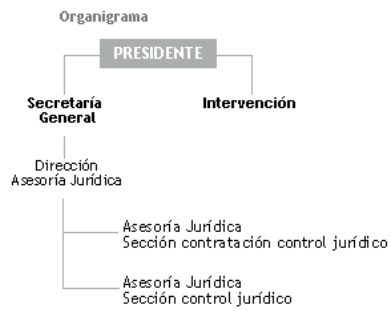 Organigrama
PRESIDENTE
Secretaría
General
Intervención
Dirección
Asesoría Jurídica
Asesoría Jurídica
Sección contratación control jurídico
Asesoría Jurídica
Sección control jurídico